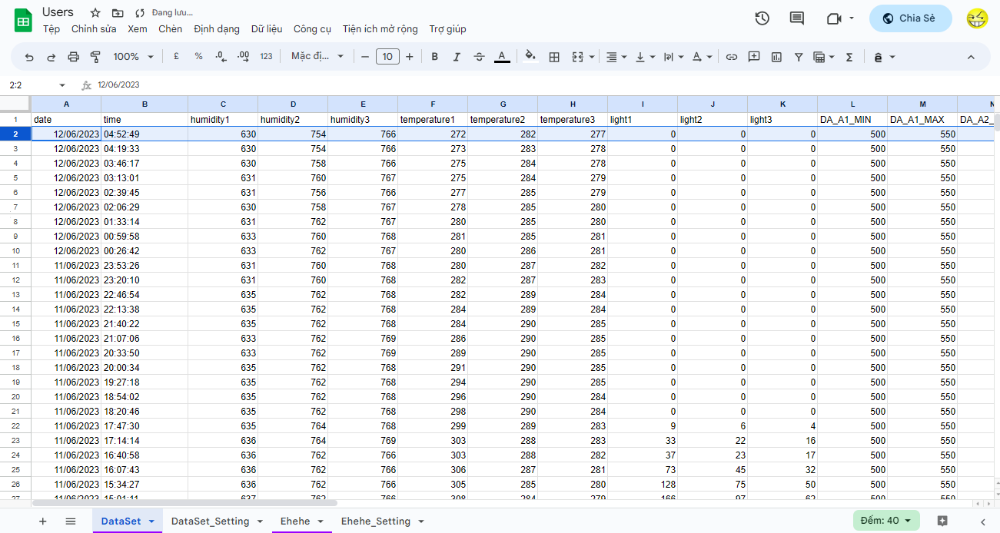 Users Đang lưu...
Tệp Chỉnh sửa Xem Chèn Định dạng Dữ liệu Công cụ Tiện ích mở rộng Trợ giúp
Chia Sẻ
100% £ % .0 .00 123 Mặc dị... 10 B I S A
2:2 fx 12/06/2023
A B C D E F G H I J K L M N
1 date time humidity1 humidity2 humidity3 temperature1 temperature2 temperature3 light1 light2 light3 DA_A1_MIN DA_A1_MAX DA_A2_
2 12/06/2023 04:52:49 630 754 766 272 282 277 0 0 0 500 550
3 12/06/2023 04:19:33 630 754 766 273 283 278 0 0 0 500 550
4 12/06/2023 03:46:17 630 758 766 275 284 278 0 0 0 500 550
5 12/06/2023 03:13:01 631 760 767 275 284 279 0 0 0 500 550
6 12/06/2023 02:39:45 631 756 766 277 285 279 0 0 0 500 550
7 12/06/2023 02:06:29 630 758 767 278 285 280 0 0 0 500 550
8 12/06/2023 01:33:14 631 762 767 280 285 280 0 0 0 500 550
9 12/06/2023 00:59:58 633 760 768 281 285 281 0 0 0 500 550
10 12/06/2023 00:26:42 633 762 767 280 286 281 0 0 0 500 550
11 11/06/2023 23:53:26 631 760 768 280 287 282 0 0 0 500 550
12 11/06/2023 23:20:10 631 760 768 282 287 283 0 0 0 500 550
13 11/06/2023 22:46:54 635 762 768 282 289 284 0 0 0 500 550
14 11/06/2023 22:13:38 635 762 768 284 289 284 0 0 0 500 550
15 11/06/2023 21:40:22 635 762 768 284 290 285 0 0 0 500 550
16 11/06/2023 21:07:06 633 762 769 286 290 285 0 0 0 500 550
17 11/06/2023 20:33:50 633 762 769 289 290 285 0 0 0 500 550
18 11/06/2023 20:00:34 635 762 768 291 290 285 0 0 0 500 550
19 11/06/2023 19:27:18 635 762 768 294 290 285 0 0 0 500 550
20 11/06/2023 18:54:02 635 762 768 296 290 284 0 0 0 500 550
21 11/06/2023 18:20:46 635 762 768 298 290 284 0 0 0 500 550
22 11/06/2023 17:47:30 635 764 768 299 289 283 9 6 4 500 550
23 11/06/2023 17:14:14 636 764 769 303 288 283 33 22 16 500 550
24 11/06/2023 16:40:58 636 762 766 303 288 282 37 23 17 500 550
25 11/06/2023 16:07:43 636 762 766 306 287 281 73 45 32 500 550
26 11/06/2023 15:34:27 636 762 766 305 285 280 128 75 50 500 550
27 11/06/2023 15:01:11 637 762 766 308 284 279 166 97 62 500 550
DataSet DataSet_Setting Ehehe Ehehe_Setting Đếm: 40